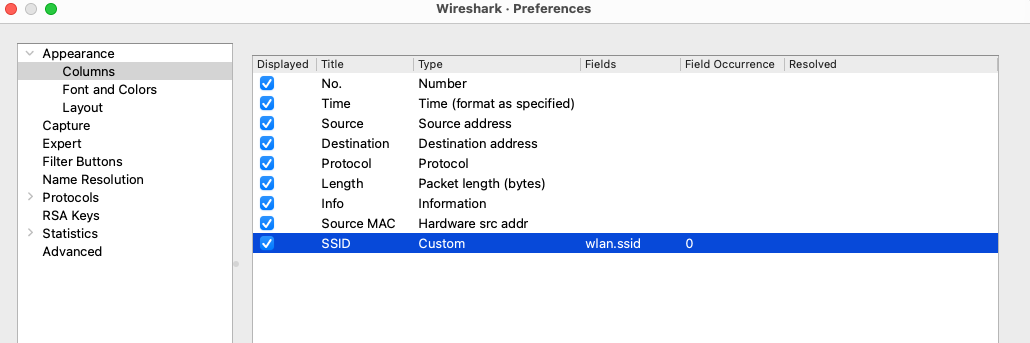 Wireshark · Preferences
Appearance
Columns
Font and Colors
Layout
Capture
Expert
Filter Buttons
Name Resolution
Protocols
RSA Keys
Statistics
Advanced
Displayed Title Type Fields Field Occurrence Resolved
No. Number
Time Time (format as specified)
Source Source address
Destination Destination address
Protocol Protocol
Length Packet length (bytes)
Info Information
Source MAC Hardware src addr
SSID Custom wlan.ssid 0